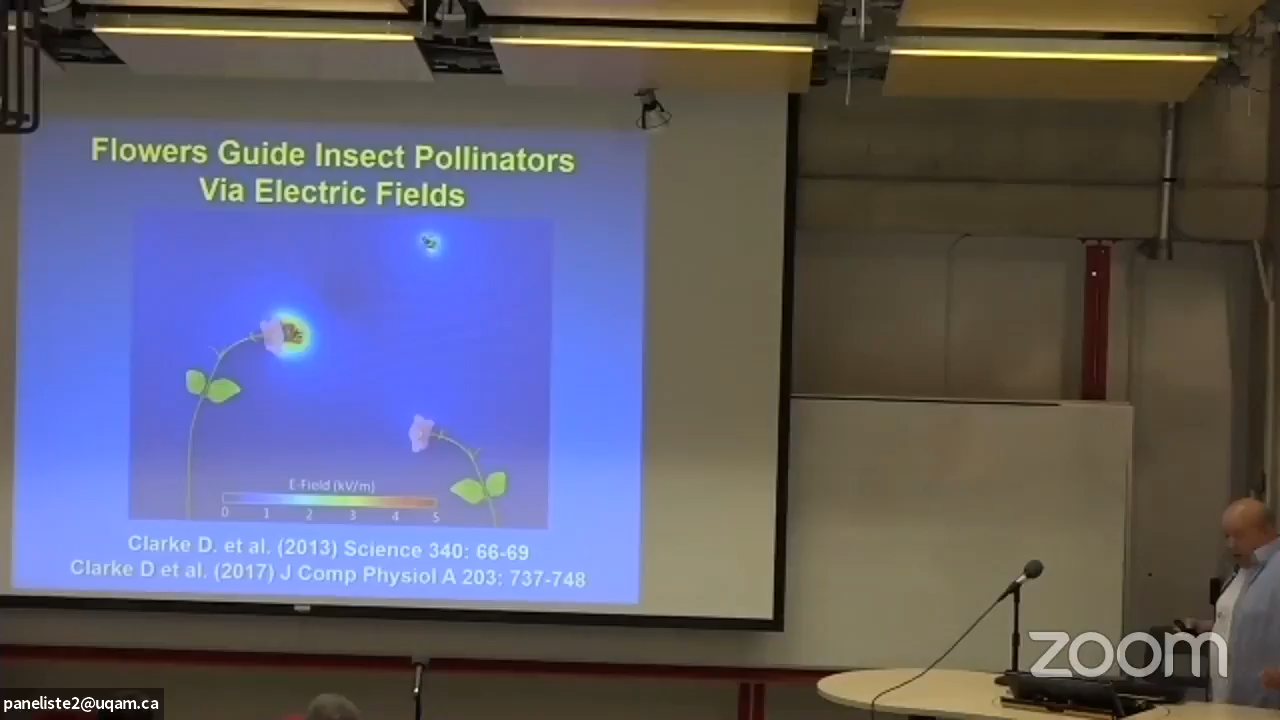 Flowers Guide Insect Pollinators
Via Electric Fields
E-Field (kV/m)
0 1 2 3 4 5
Clarke D. et al. (2013) Science 340: 66-69
Clarke D et al. (2017) J Comp Physiol A 203: 737-748
zoom
paneliste2@uqam.ca